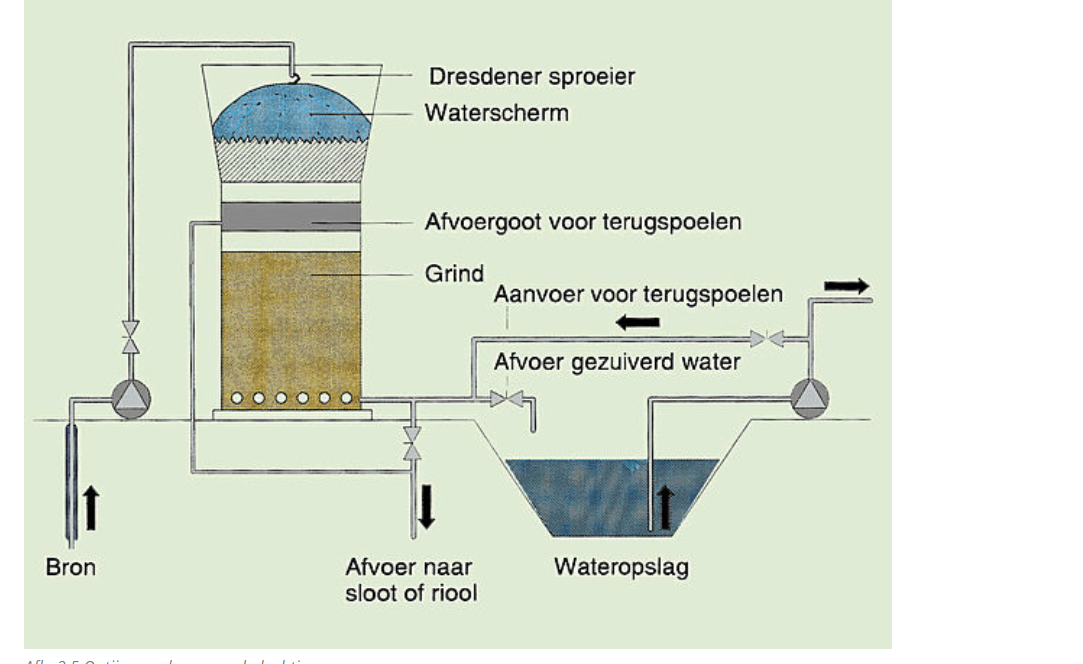 Dresdener sproeier
Waterscherm
Afvoergoot voor terugspoelen
Grind
Aanvoer voor terugspoelen
Afvoer gezuiverd water
Bron
Afvoer naar
sloot of riool
Wateropslag